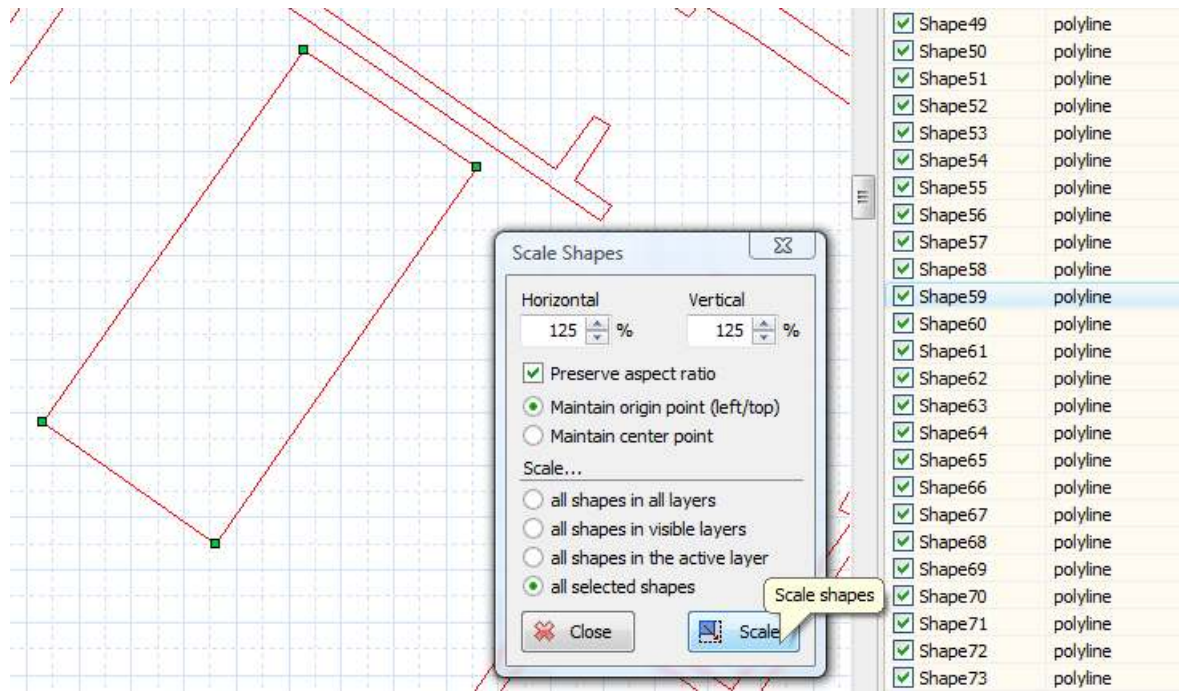 Scale Shapes
Horizontal Vertical
125 % 125 %
Preserve aspect ratio
Maintain origin point (left/top)
Maintain center point
Scale...
all shapes in all layers
all shapes in visible layers
all shapes in the active layer
all selected shapes
Scale shapes
Close Scale
Shape49 polyline
Shape50 polyline
Shape51 polyline
Shape52 polyline
Shape53 polyline
Shape54 polyline
Shape55 polyline
Shape56 polyline
Shape57 polyline
Shape58 polyline
Shape59 polyline
Shape60 polyline
Shape61 polyline
Shape62 polyline
Shape63 polyline
Shape64 polyline
Shape65 polyline
Shape66 polyline
Shape67 polyline
Shape68 polyline
Shape69 polyline
Shape70 polyline
Shape71 polyline
Shape72 polyline
Shape73 polyline